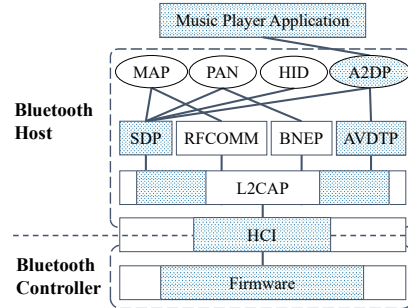 Music Player Application
MAP PAN HID A2DP
Bluetooth
Host
SDP RFCOMM BNEP AVDTP
L2CAP
HCI
Bluetooth
Controller
Firmware